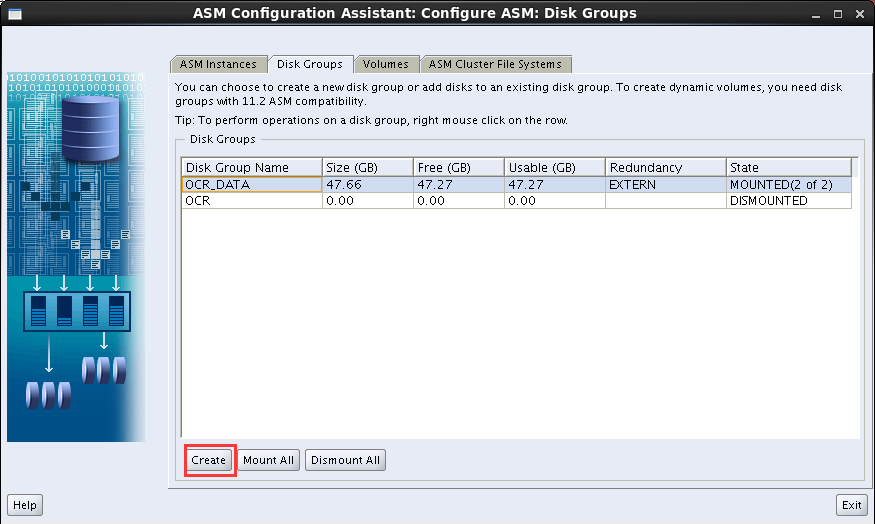 ASM Configuration Assistant: Configure ASM: Disk Groups
ASM Instances Disk Groups Volumes ASM Cluster File Systems
You can choose to create a new disk group or add disks to an existing disk group. To create dynamic volumes, you need disk
groups with 11.2 ASM compatibility.
Tip: To perform operations on a disk group, right mouse click on the row.
Disk Groups
Disk Group Name Size (GB) Free (GB) Usable (GB) Redundancy State
OCR_DATA 47.66 47.27 47.27 EXTERN MOUNTED(2 of 2)
OCR 0.00 0.00 0.00 DISMOUNTED
Create Mount All Dismount All
Help Exit